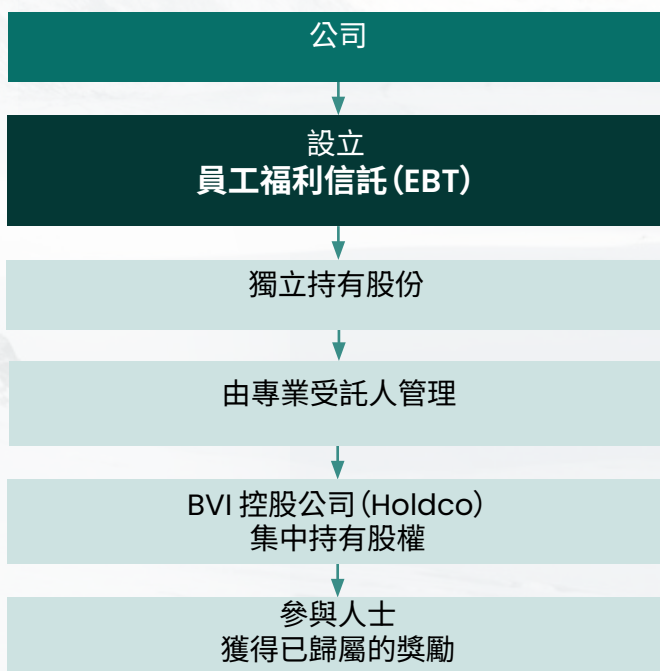 公司
設立
員工福利信託（EBT）
獨立持有股份
由專業受託人管理
BVI 控股公司（Holdco）
集中持有股權
參與人士
獲得已歸屬的獎勵